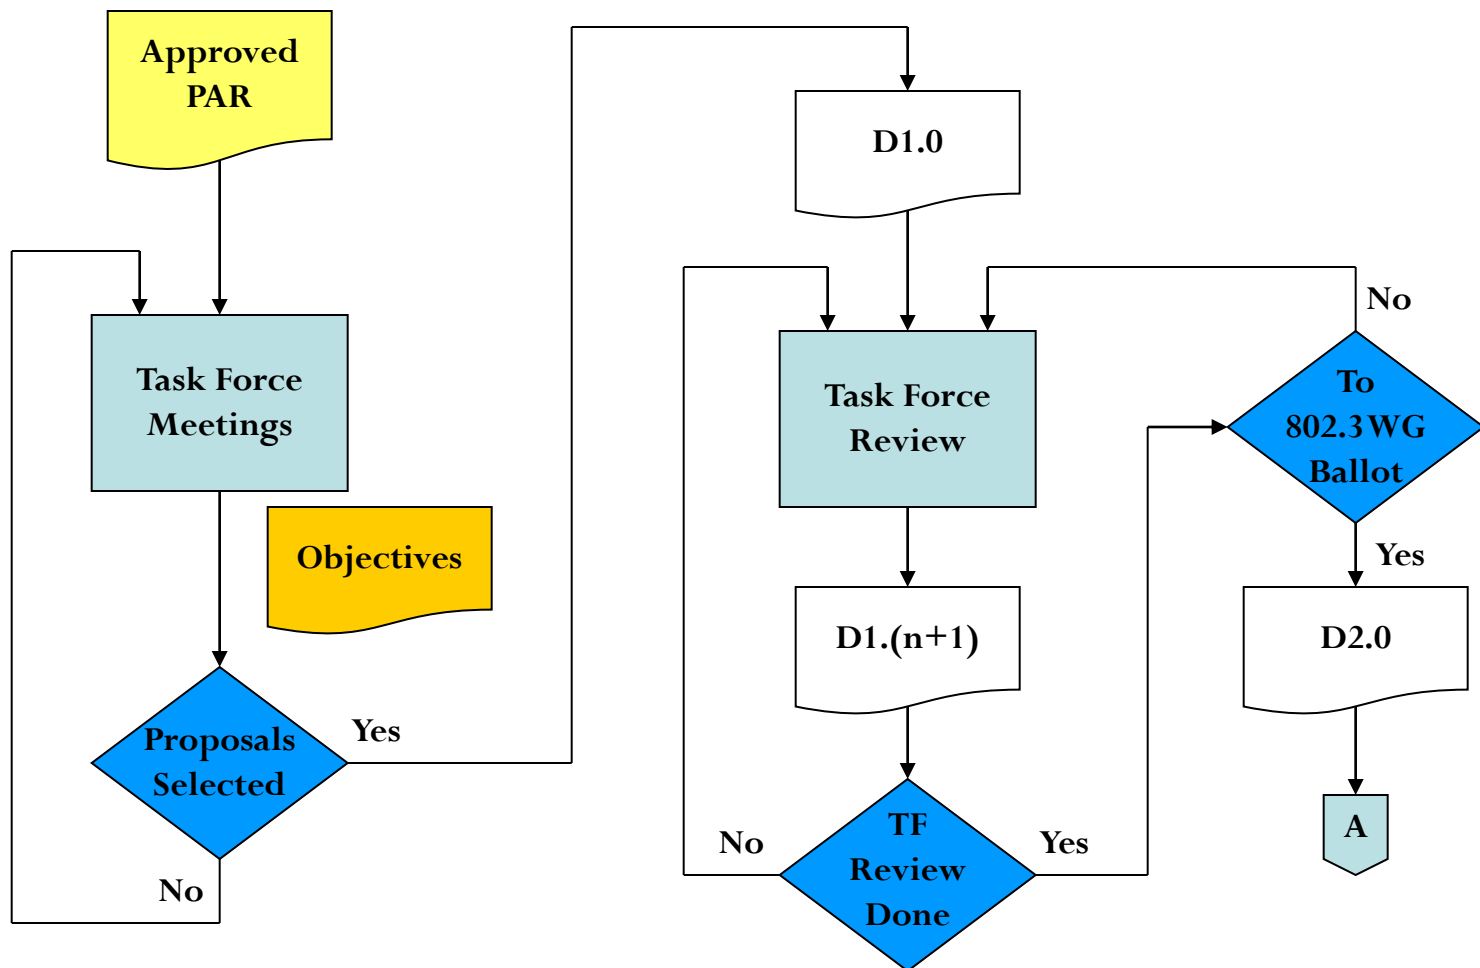 Approved
PAR
Task Force
Meetings
Objectives
Proposals
Selected
Yes
No
D1.0
Task Force
Review
D1.(n+1)
TF
Review
Done
No
Yes
To
802.3WG
Ballot
No
Yes
D2.0
A